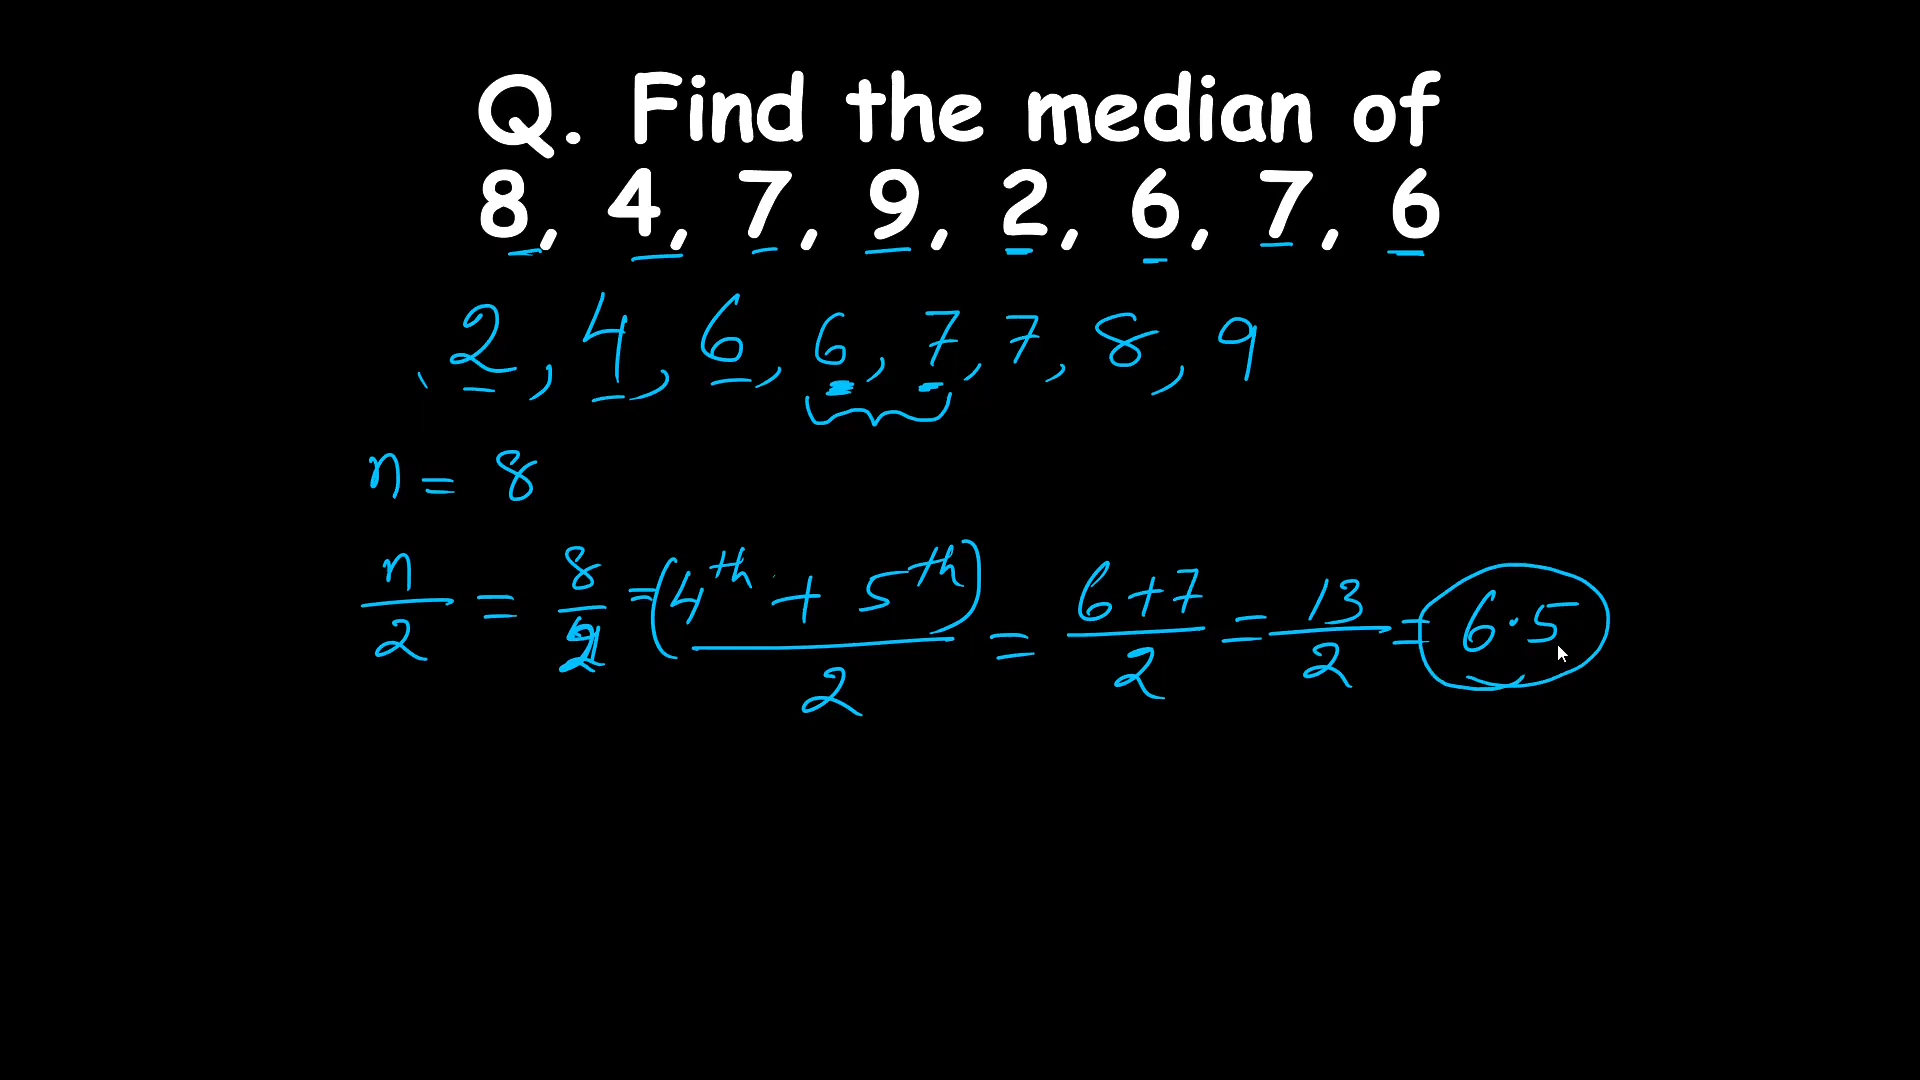 Q. Find the median of
8, 4, 7, 9, 2, 6, 7, 6
2, 4, 6, 6, 7, 7, 8, 9
n = 8
n/2 = 8/2 = (4th + 5th)/2 = 6+7/2 = 13/2 = 6.5